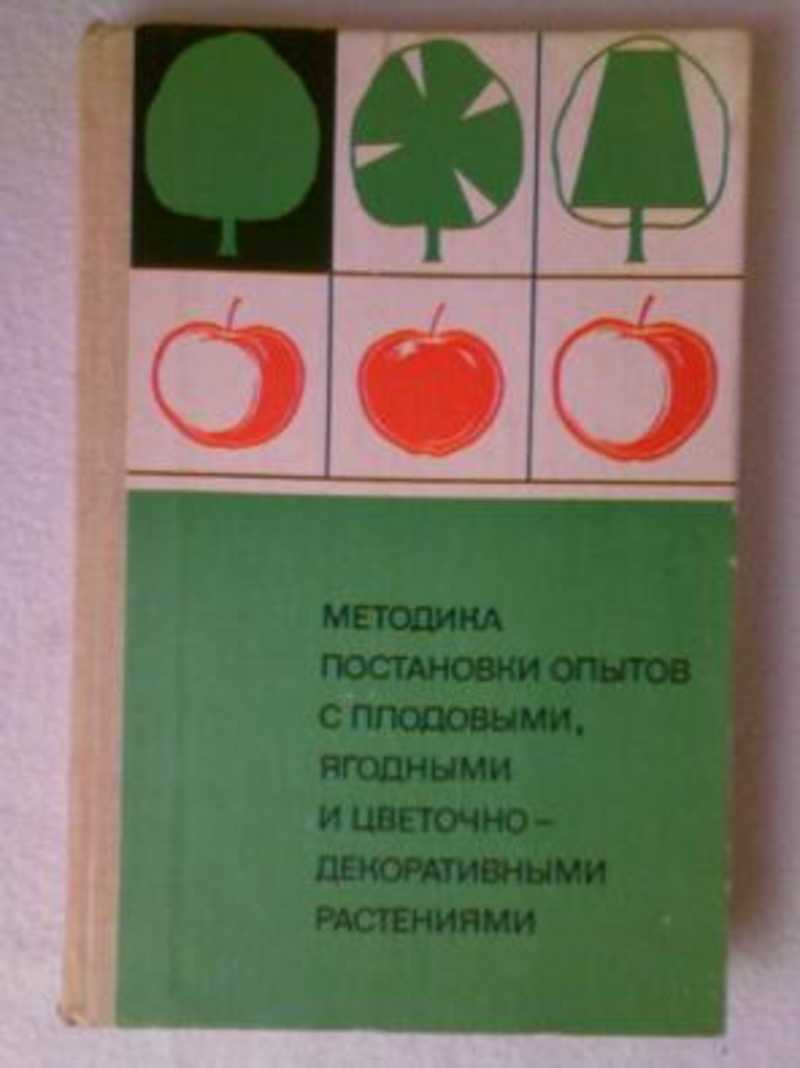 МЕТОДИКА
ПОСТАНОВКИ ОПЫТОВ
С ПЛОДОВЫМИ,
ЯГОДНЫМИ
И ЦВЕТОЧНО–
ДЕКОРАТИВНЫМИ
РАСТЕНИЯМИ